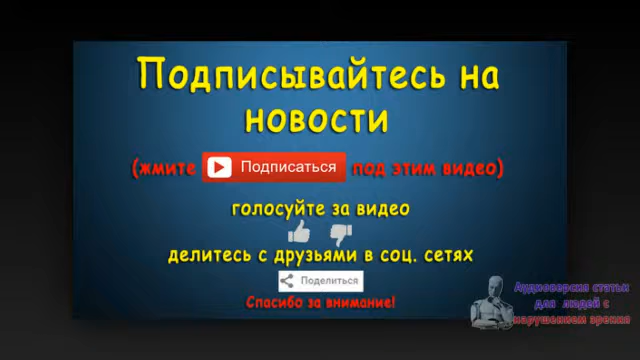 Подписывайтесь на
новости
(жмите Подписаться под этим видео)
голосуйте за видео
делитесь с друзьями в соц. сетях
Поделиться
Спасибо за внимание!
Аудиоверсия статьи
для людей с
нарушением зрения